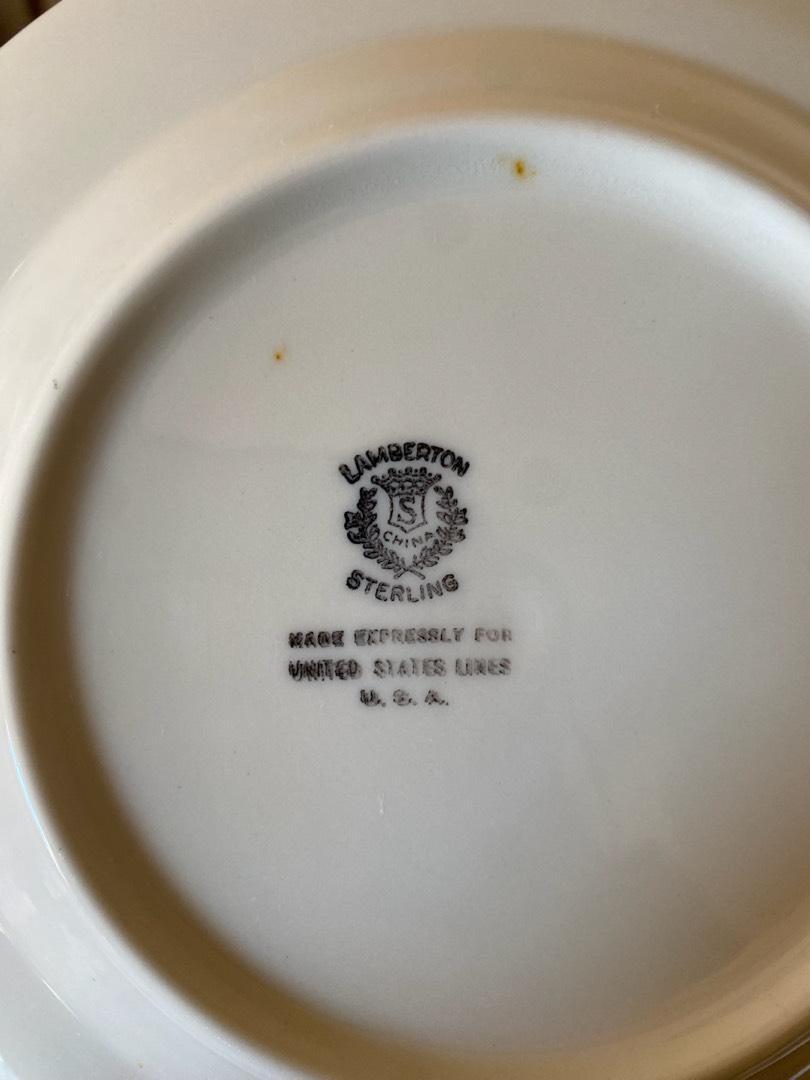 LAMBERTON
S
CHINA
STERLING
MADE EXPRESSLY FOR
UNITED STATES LINES
U. S. A.